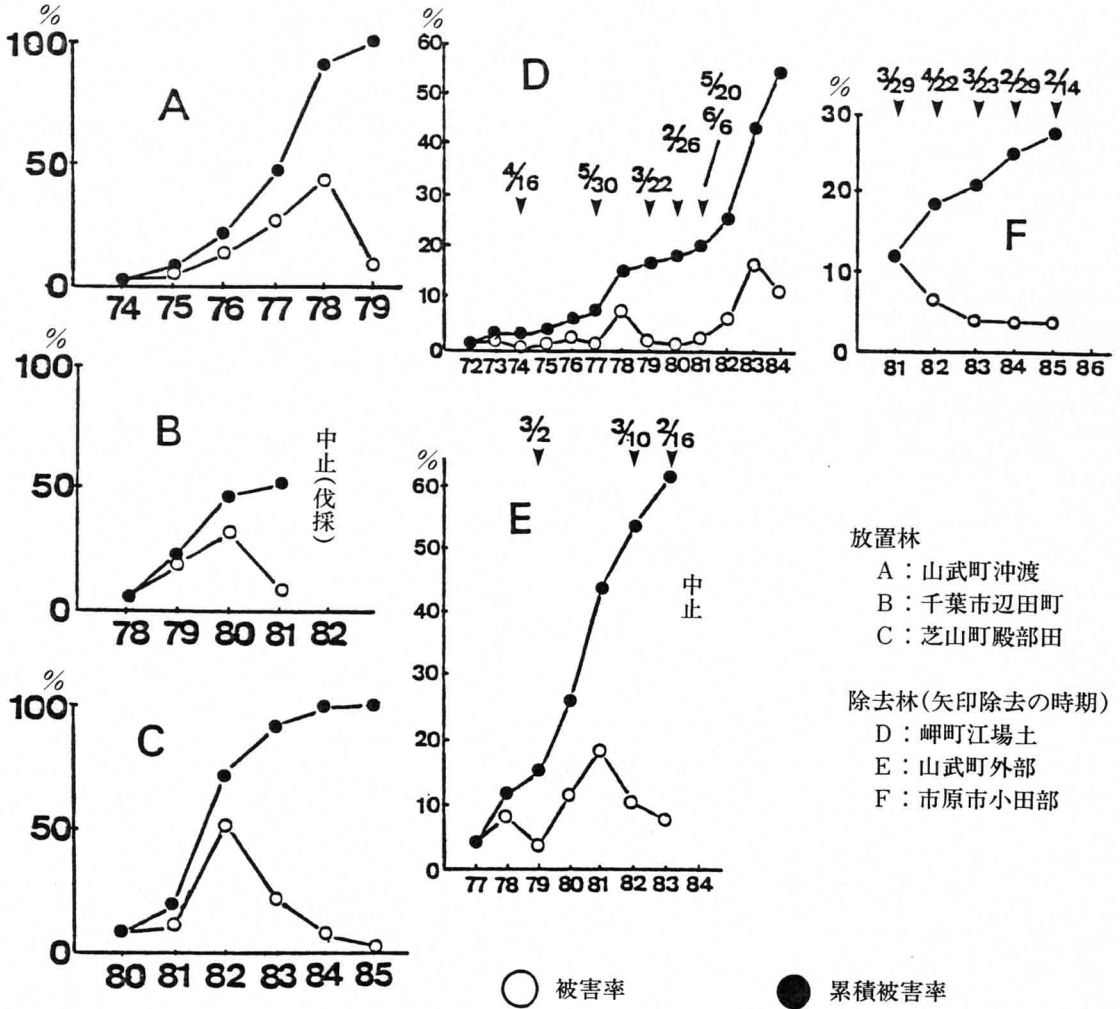 %
100
50
0
A
74 75 76 77 78 79
%
100
50
0
B
中止(伐採)
78 79 80 81 82
%
100
50
0
C
80 81 82 83 84 85
%
60
50
40
30
20
10
0
D
4/16
5/30
3/22
2/26
5/20
6/6
72 73 74 75 76 77 78 79 80 81 82 83 84
%
60
50
40
30
20
10
0
E
3/2
3/10
2/16
中止
77 78 79 80 81 82 83 84
%
30
20
10
0
F
3/29 4/22 3/23 2/29 2/14
81 82 83 84 85 86
放置林
A:山武町沖渡
B:千葉市辺田町
C:芝山町殿部田
除去林(矢印除去の時期)
D:岬町江場土
E:山武町外部
F:市原市小田部
被害率
累積被害率